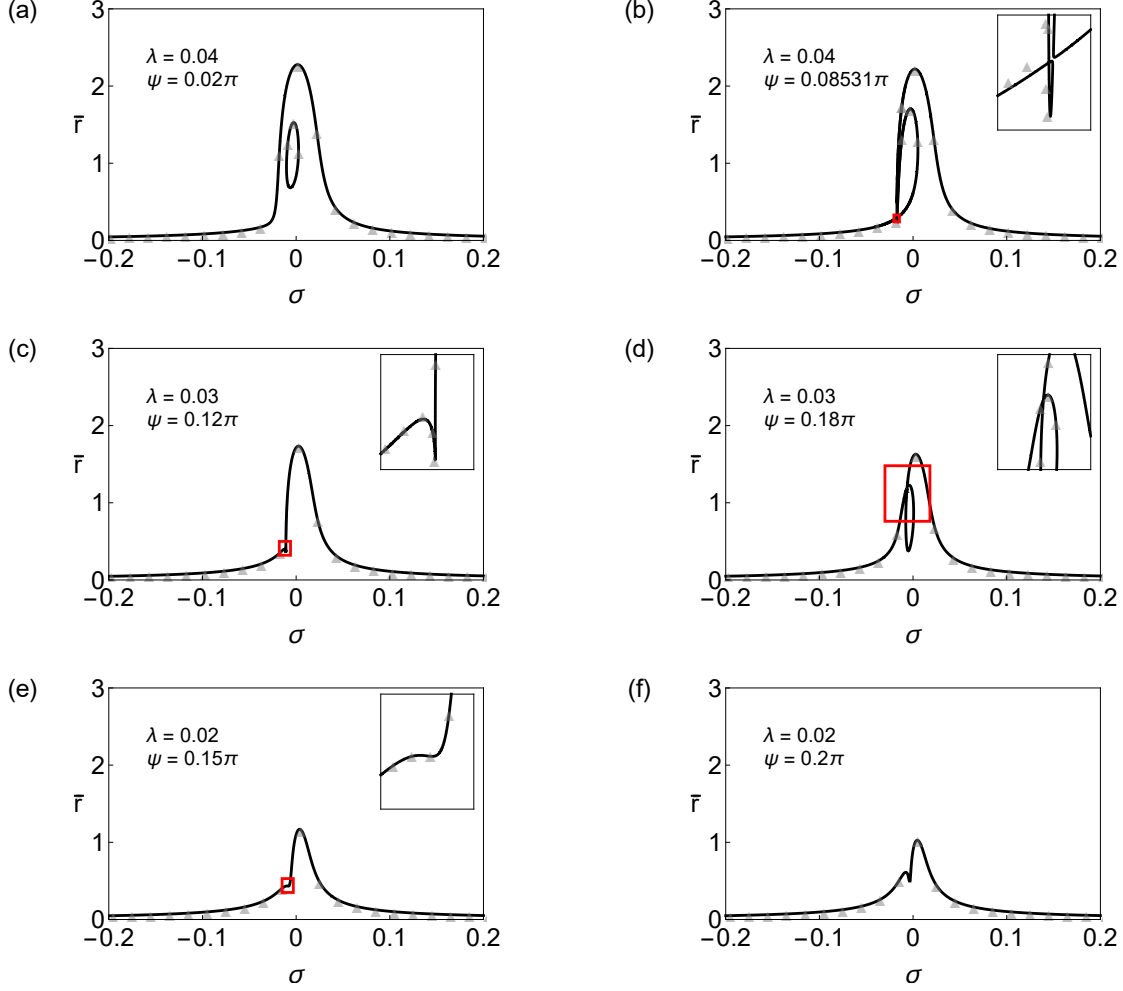 (a)
3
2
1
0
r̄
λ = 0.04
ψ = 0.02π
−0.2
−0.1
0
0.1
0.2
σ
(b)
3
2
1
0
r̄
λ = 0.04
ψ = 0.08531π
−0.2
−0.1
0
0.1
0.2
σ
(c)
3
2
1
0
r̄
λ = 0.03
ψ = 0.12π
−0.2
−0.1
0
0.1
0.2
σ
(d)
3
2
1
0
r̄
λ = 0.03
ψ = 0.18π
−0.2
−0.1
0
0.1
0.2
σ
(e)
3
2
1
0
r̄
λ = 0.02
ψ = 0.15π
−0.2
−0.1
0
0.1
0.2
σ
(f)
3
2
1
0
r̄
λ = 0.02
ψ = 0.2π
−0.2
−0.1
0
0.1
0.2
σ